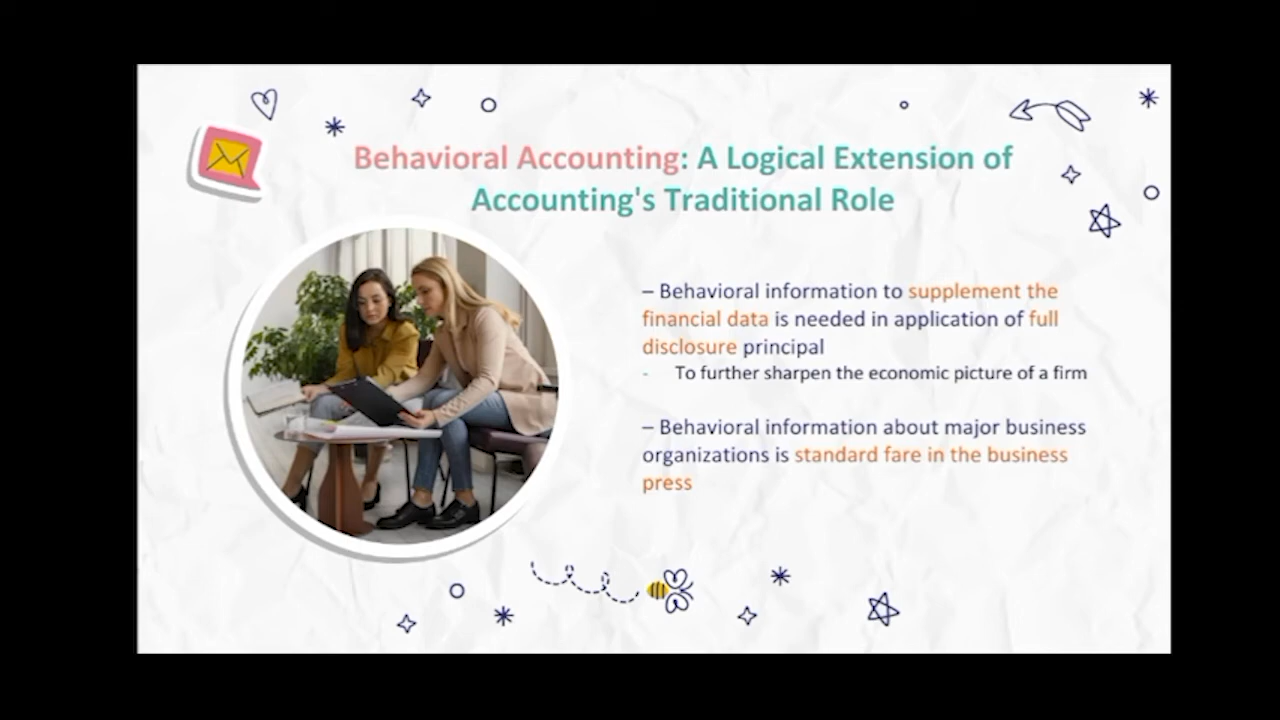 Behavioral Accounting: A Logical Extension of
Accounting's Traditional Role
– Behavioral information to supplement the
financial data is needed in application of full
disclosure principal
- To further sharpen the economic picture of a firm
– Behavioral information about major business
organizations is standard fare in the business
press